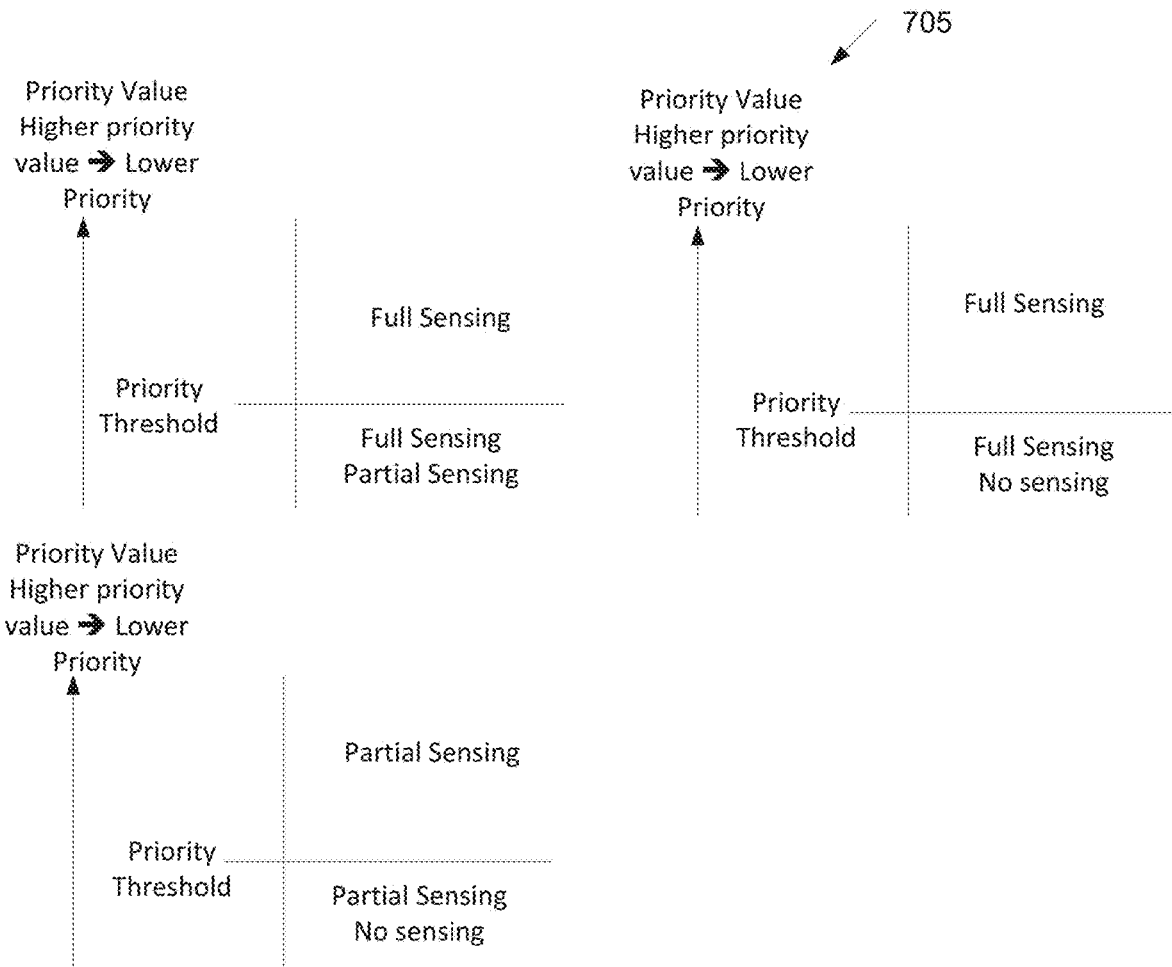 705
Priority Value
Higher priority
value ➔ Lower
Priority
Full Sensing
Priority
Threshold
Full Sensing
Partial Sensing
Priority Value
Higher priority
value ➔ Lower
Priority
Full Sensing
Priority
Threshold
Full Sensing
No sensing
Priority Value
Higher priority
value ➔ Lower
Priority
Partial Sensing
Priority
Threshold
Partial Sensing
No sensing